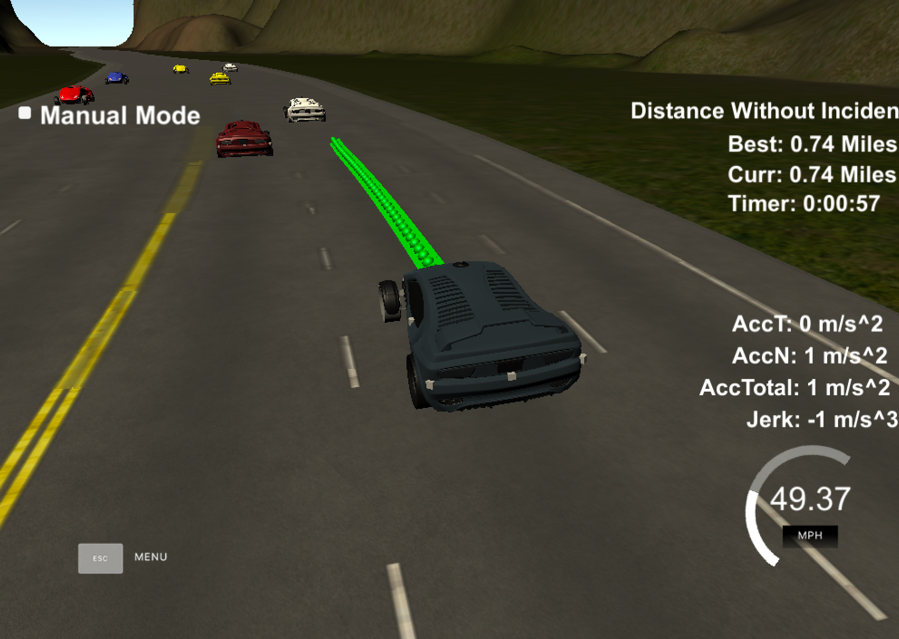 Manual Mode
Distance Without Inciden
Best: 0.74 Miles
Curr: 0.74 Miles
Timer: 0:00:57
AccT: 0 m/s^2
AccN: 1 m/s^2
AccTotal: 1 m/s^2
Jerk: -1 m/s^3
49.37
MPH
ESC MENU